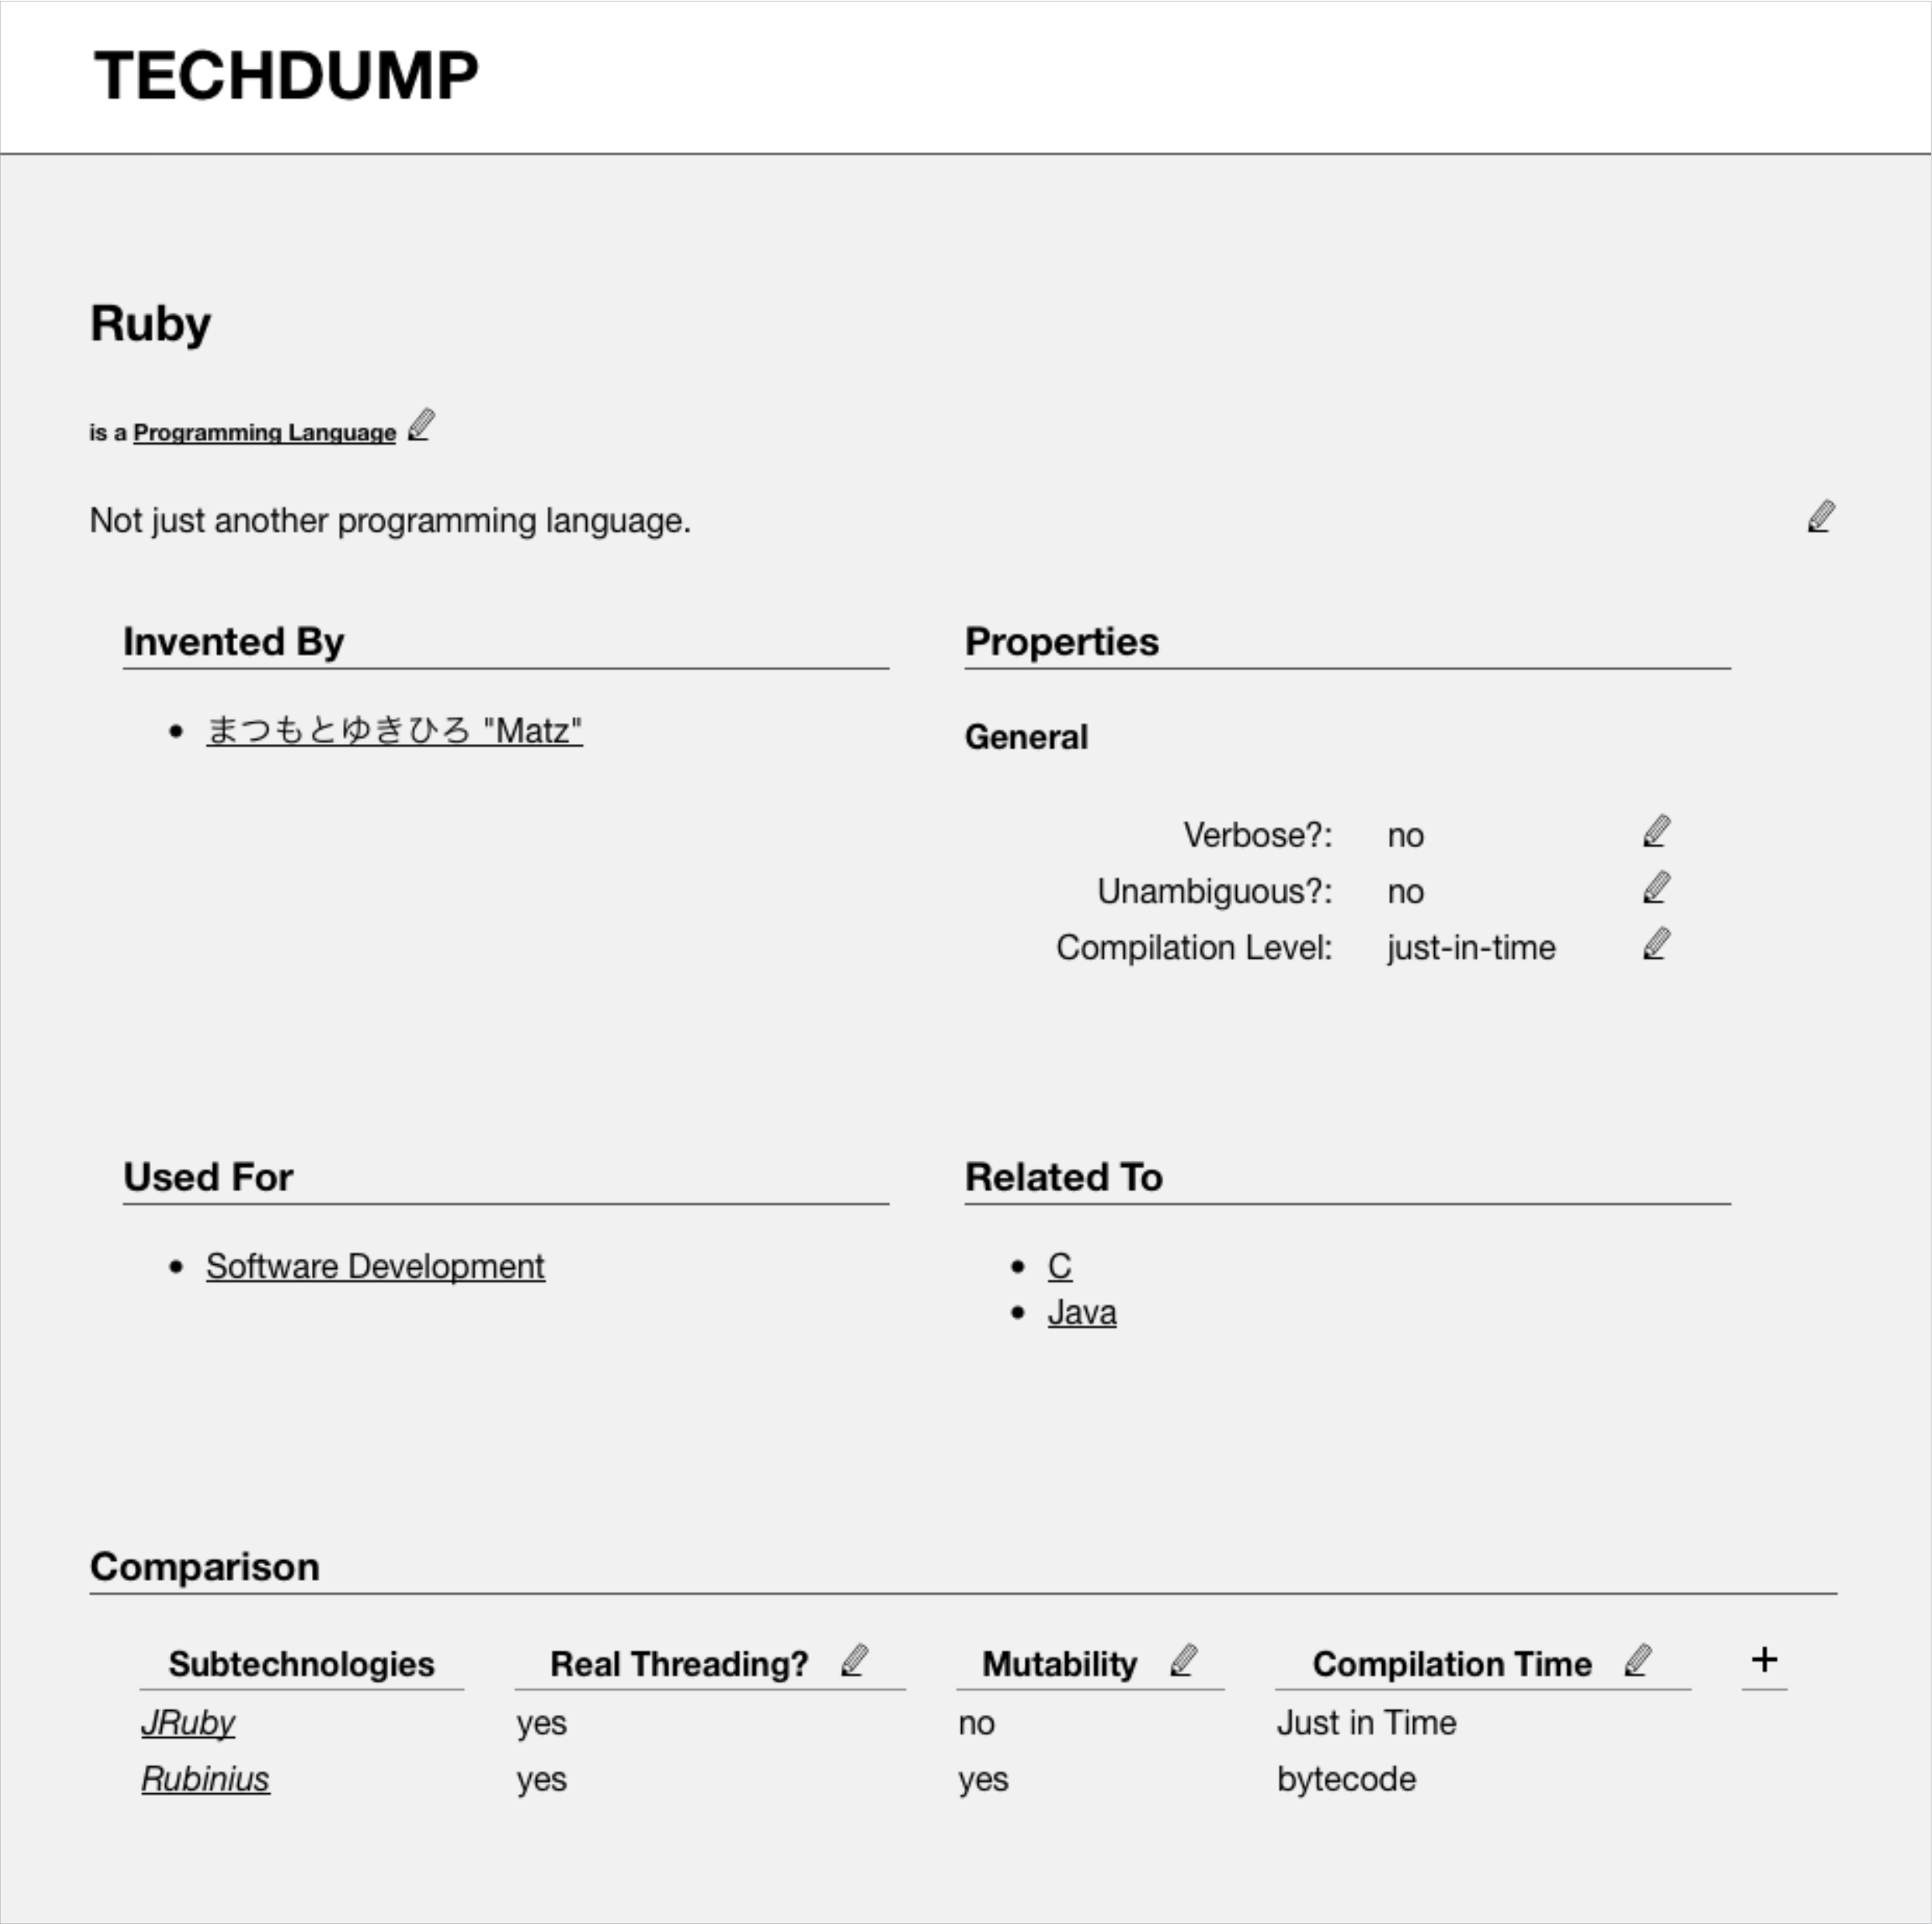 TECHDUMP
Ruby
is a Programming Language
Not just another programming language.
Invented By
• まつもとゆきひろ "Matz"
Properties
General
Verbose?: no
Unambiguous?: no
Compilation Level: just-in-time
Used For
• Software Development
Related To
• C
• Java
Comparison
Subtechnologies Real Threading? Mutability Compilation Time +
JRuby yes no Just in Time
Rubinius yes yes bytecode